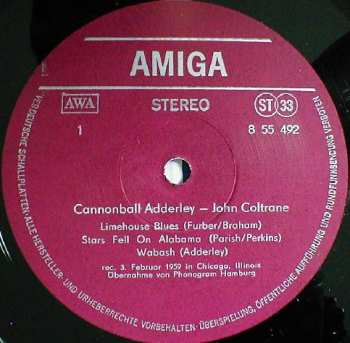 AMIGA
AWA
STEREO
ST 33
1
8 55 492
Cannonball Adderley – John Coltrane
Limehouse Blues (Furber/Braham)
Stars Fell On Alabama (Parish/Perkins)
Wabash (Adderley)
rec. 3. Februar 1959 in Chicago, Illinois
Übernahme von Phonogram Hamburg
VEB DEUTSCHE SCHALLPLATTEN · ALLE HERSTELLER- UND URHEBERRECHTE VORBEHALTEN · ÜBERSPIELUNG, ÖFFENTLICHE AUFFÜHRUNG UND RUNDFUNKSENDUNG VERBOTEN